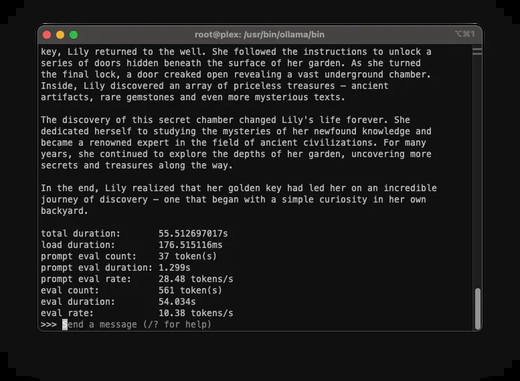 root@plex: /usr/bin/ollama/bin
⌥⌘1
key, Lily returned to the well. She followed the instructions to unlock a
series of doors hidden beneath the surface of her garden. As she turned
the final lock, a door creaked open revealing a vast underground chamber.
Inside, Lily discovered an array of priceless treasures – ancient
artifacts, rare gemstones and even more mysterious texts.

The discovery of this secret chamber changed Lily's life forever. She
dedicated herself to studying the mysteries of her newfound knowledge and
became a renowned expert in the field of ancient civilizations. For many
years, she continued to explore the depths of her garden, uncovering more
secrets and treasures along the way.

In the end, Lily realized that her golden key had led her on an incredible
journey of discovery – one that began with a simple curiosity in her own
backyard.

total duration:       55.512697017s
load duration:        176.515116ms
prompt eval count:    37 token(s)
prompt eval duration: 1.299s
prompt eval rate:     28.48 tokens/s
eval count:           561 token(s)
eval duration:        54.034s
eval rate:            10.38 tokens/s
>>> Send a message (/? for help)